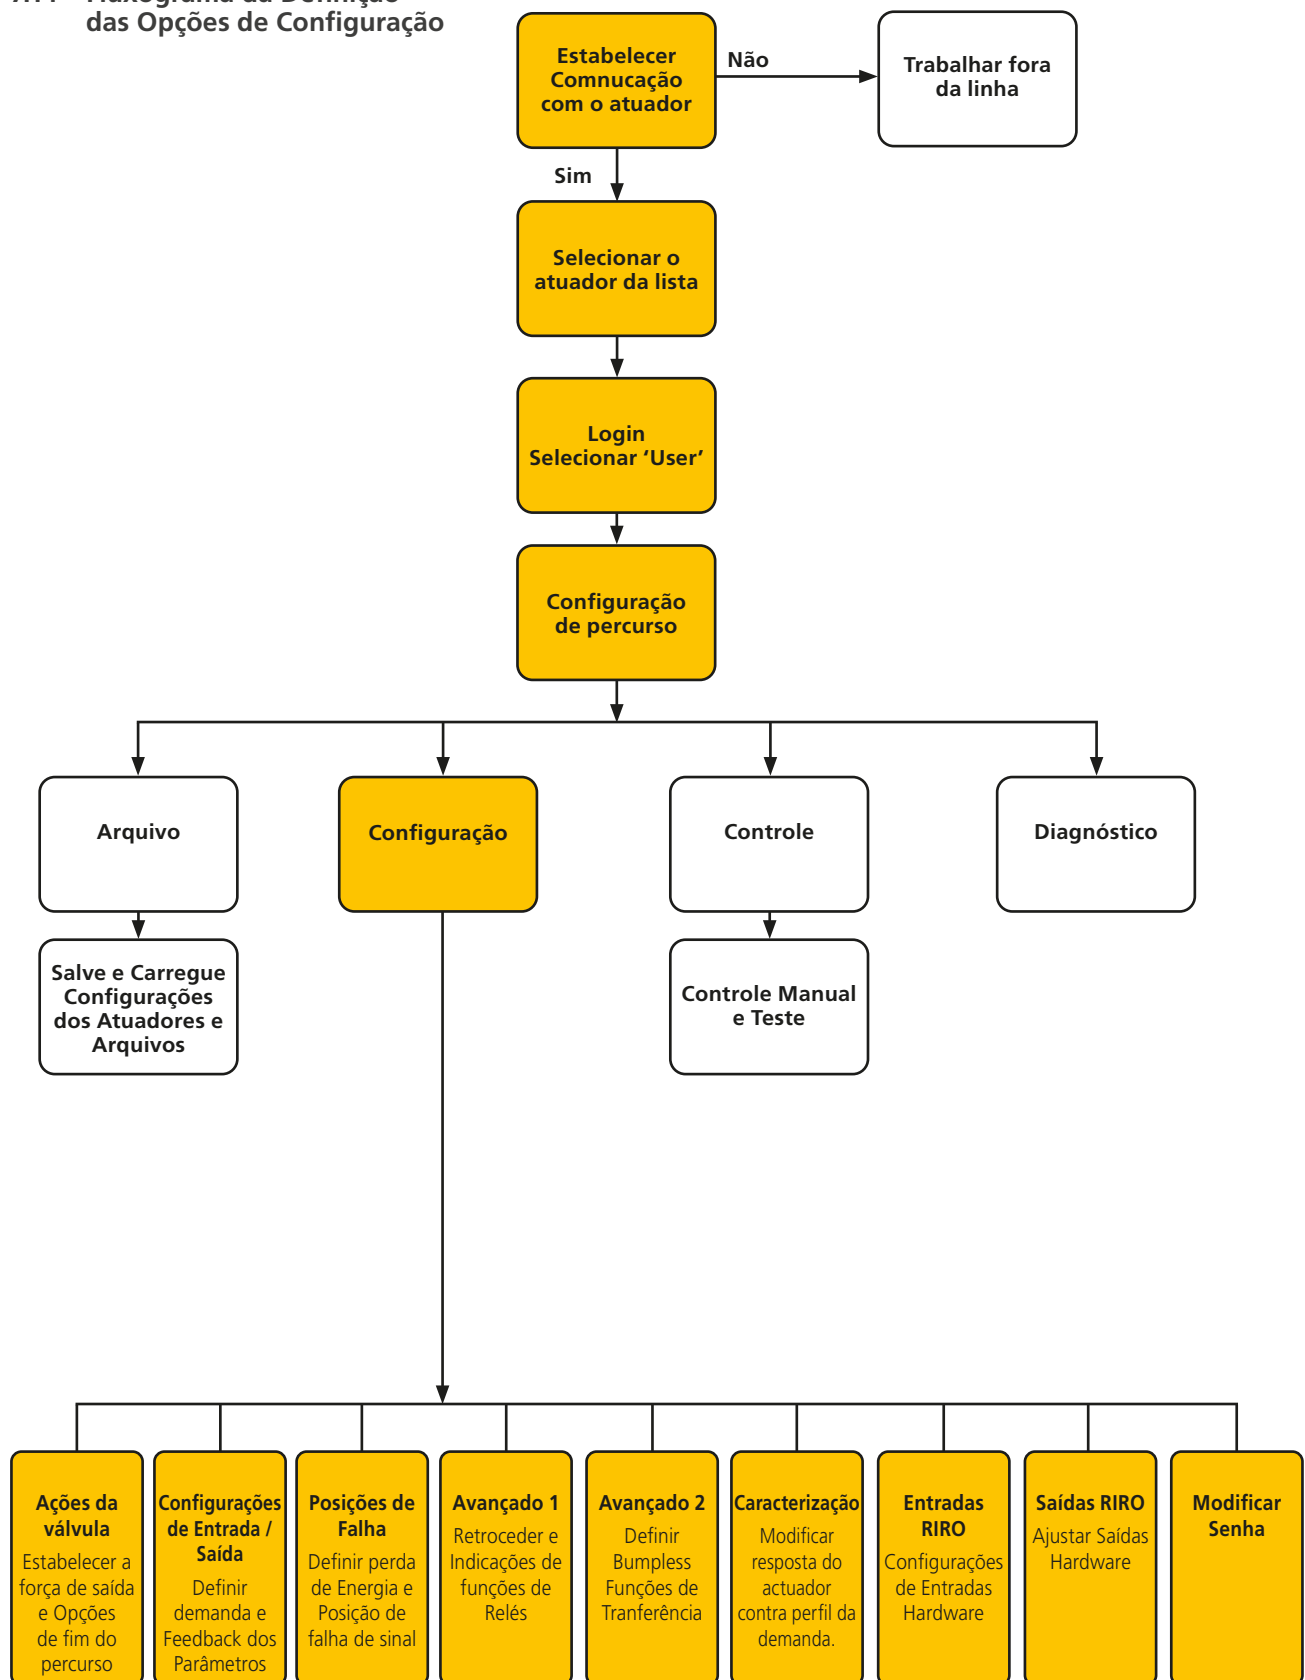 das Opções de Configuração
Estabelecer
Comnucação
com o atuador
Não
Trabalhar fora
da linha
Sim
Selecionar o
atuador da lista
Login
Selecionar ‘User’
Configuração
de percurso
Arquivo
Configuração
Controle
Diagnóstico
Salve e Carregue
Configurações
dos Atuadores e
Arquivos
Controle Manual
e Teste
Ações da
válvula
Estabelecer a
força de saída
e Opções
de fim do
percurso
Configurações
de Entrada /
Saída
Definir
demanda e
Feedback dos
Parâmetros
Posições de
Falha
Definir perda
de Energia e
Posição de
falha de sinal
Avançado 1
Retroceder e
Indicações de
funções de
Relés
Avançado 2
Definir
Bumpless
Funções de
Tranferência
Caracterização
Modificar
resposta do
actuador
contra perfil da
demanda.
Entradas
RIRO
Configurações
de Entradas
Hardware
Saídas RIRO
Ajustar Saídas
Hardware
Modificar
Senha